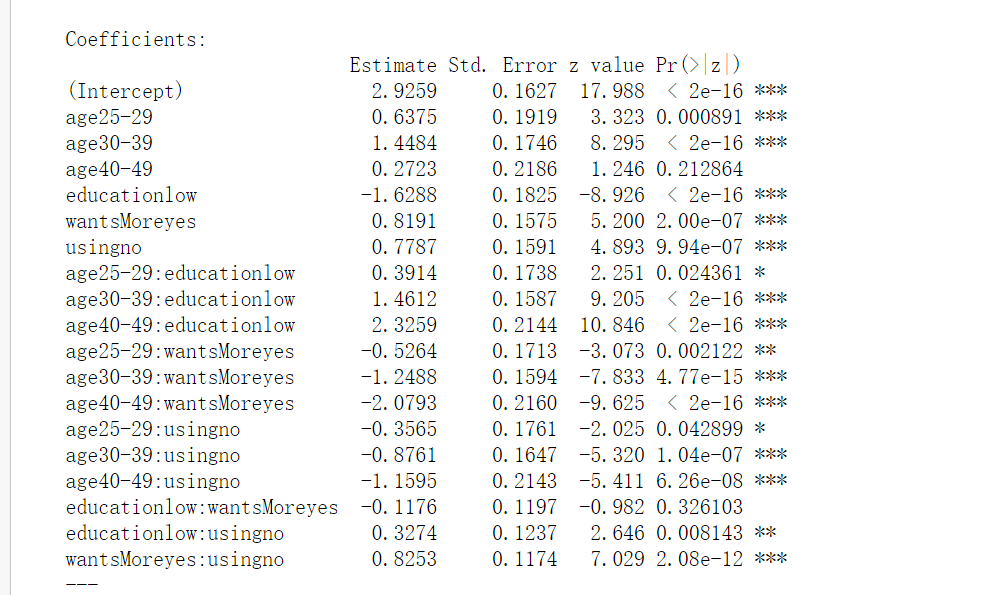 Coefficients:
Estimate Std. Error z value Pr(>|z|)
(Intercept) 2.9259 0.1627 17.988 < 2e-16 ***
age25-29 0.6375 0.1919 3.323 0.000891 ***
age30-39 1.4484 0.1746 8.295 < 2e-16 ***
age40-49 0.2723 0.2186 1.246 0.212864
educationlow -1.6288 0.1825 -8.926 < 2e-16 ***
wantsMoreyes 0.8191 0.1575 5.200 2.00e-07 ***
usingno 0.7787 0.1591 4.893 9.94e-07 ***
age25-29:educationlow 0.3914 0.1738 2.251 0.024361 *
age30-39:educationlow 1.4612 0.1587 9.205 < 2e-16 ***
age40-49:educationlow 2.3259 0.2144 10.846 < 2e-16 ***
age25-29:wantsMoreyes -0.5264 0.1713 -3.073 0.002122 **
age30-39:wantsMoreyes -1.2488 0.1594 -7.833 4.77e-15 ***
age40-49:wantsMoreyes -2.0793 0.2160 -9.625 < 2e-16 ***
age25-29:usingno -0.3565 0.1761 -2.025 0.042899 *
age30-39:usingno -0.8761 0.1647 -5.320 1.04e-07 ***
age40-49:usingno -1.1595 0.2143 -5.411 6.26e-08 ***
educationlow:wantsMoreyes -0.1176 0.1197 -0.982 0.326103
educationlow:usingno 0.3274 0.1237 2.646 0.008143 **
wantsMoreyes:usingno 0.8253 0.1174 7.029 2.08e-12 ***
---